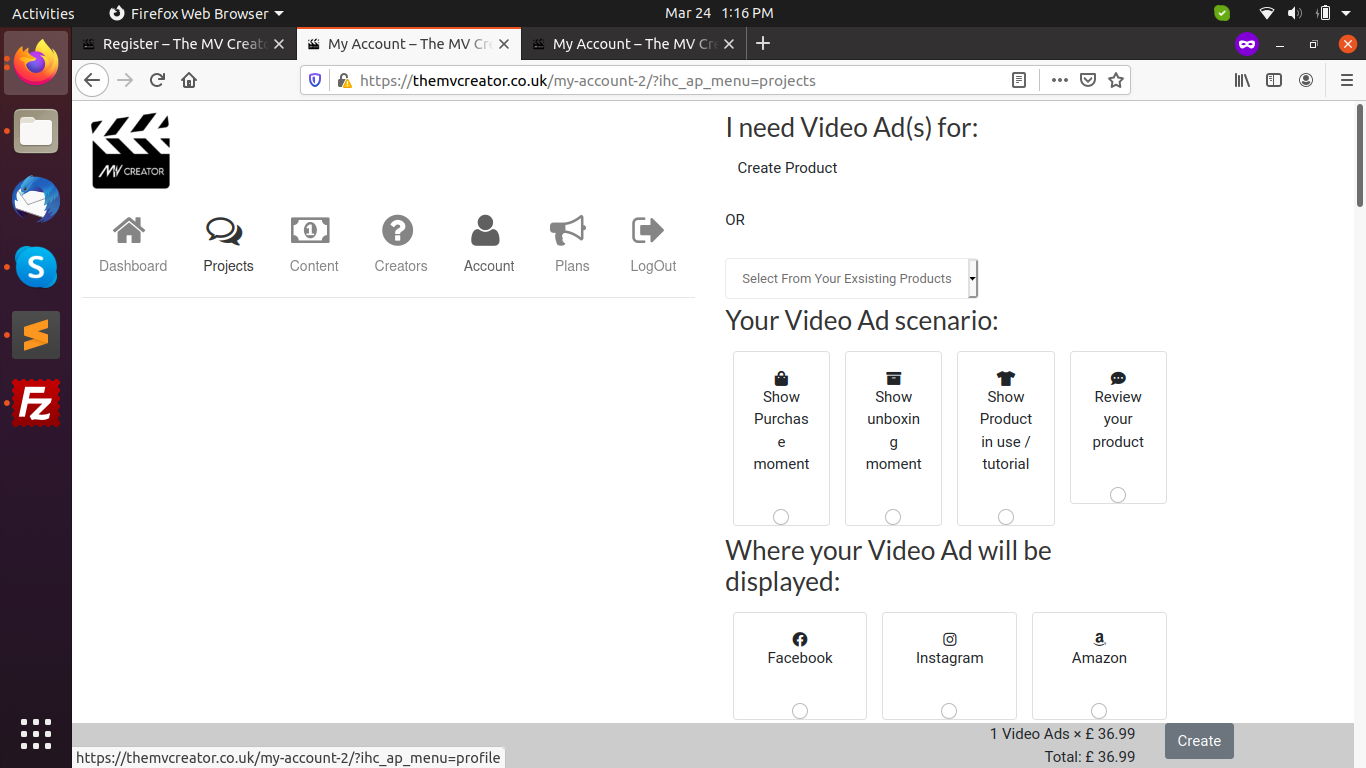 Activities
Firefox Web Browser
Mar 24 1:16 PM
Register – The MV Creat
My Account – The MV Cr
My Account – The MV Cr
https://themvcreator.co.uk/my-account-2/?ihc_ap_menu=projects
MV CREATOR
Dashboard
Projects
Content
Creators
Account
Plans
LogOut
I need Video Ad(s) for:
Create Product
OR
Select From Your Exsisting Products
Your Video Ad scenario:
Show
Purchas
e
moment
Show
unboxin
g
moment
Show
Product
in use /
tutorial
Review
your
product
Where your Video Ad will be
displayed:
Facebook
Instagram
Amazon
1 Video Ads × £ 36.99
Total: £ 36.99
Create
https://themvcreator.co.uk/my-account-2/?ihc_ap_menu=profile
S
Fz